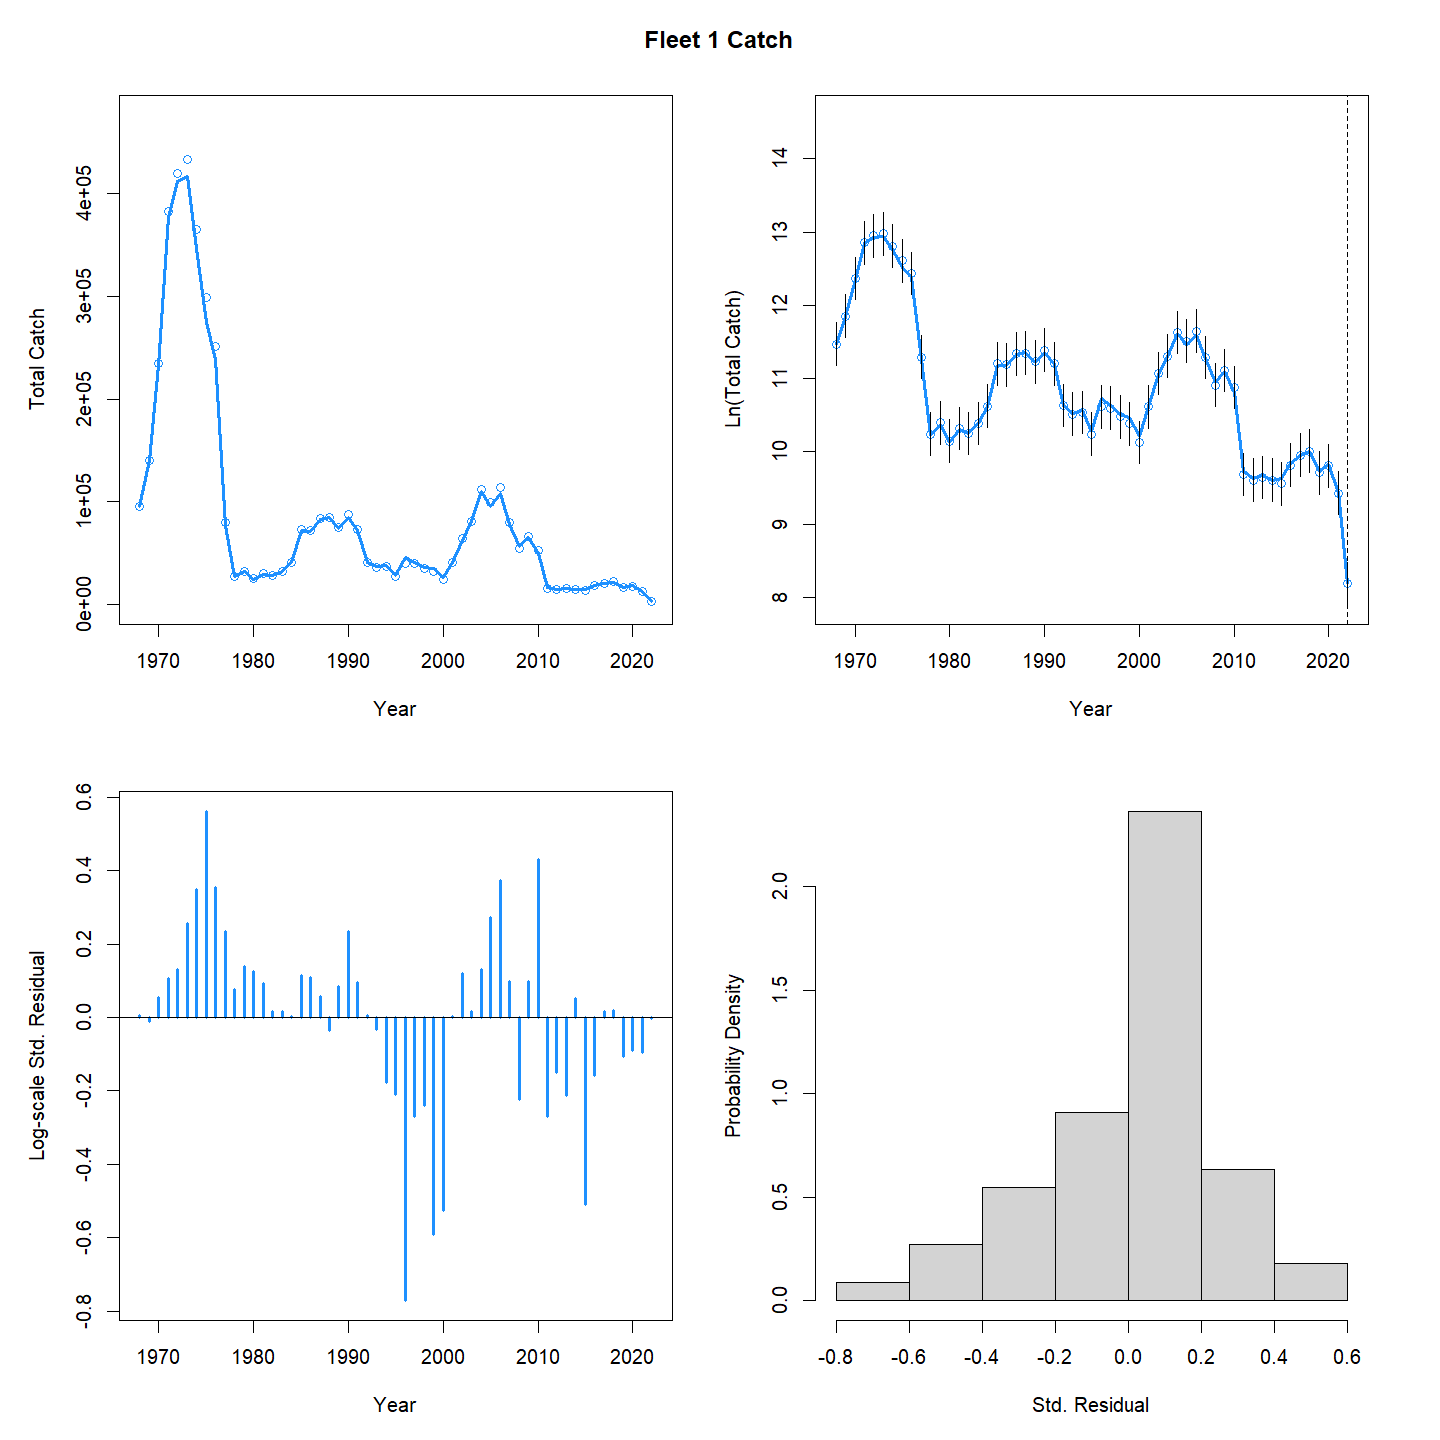 Fleet 1 Catch
Total Catch
0e+00 1e+05 2e+05 3e+05 4e+05
1970 1980 1990 2000 2010 2020
Year
Ln(Total Catch)
8 9 10 11 12 13 14
1970 1980 1990 2000 2010 2020
Year
Log-scale Std. Residual
-0.8 -0.6 -0.4 -0.2 0.0 0.2 0.4 0.6
1970 1980 1990 2000 2010 2020
Year
Probability Density
0.0 0.5 1.0 1.5 2.0
-0.8 -0.6 -0.4 -0.2 0.0 0.2 0.4 0.6
Std. Residual